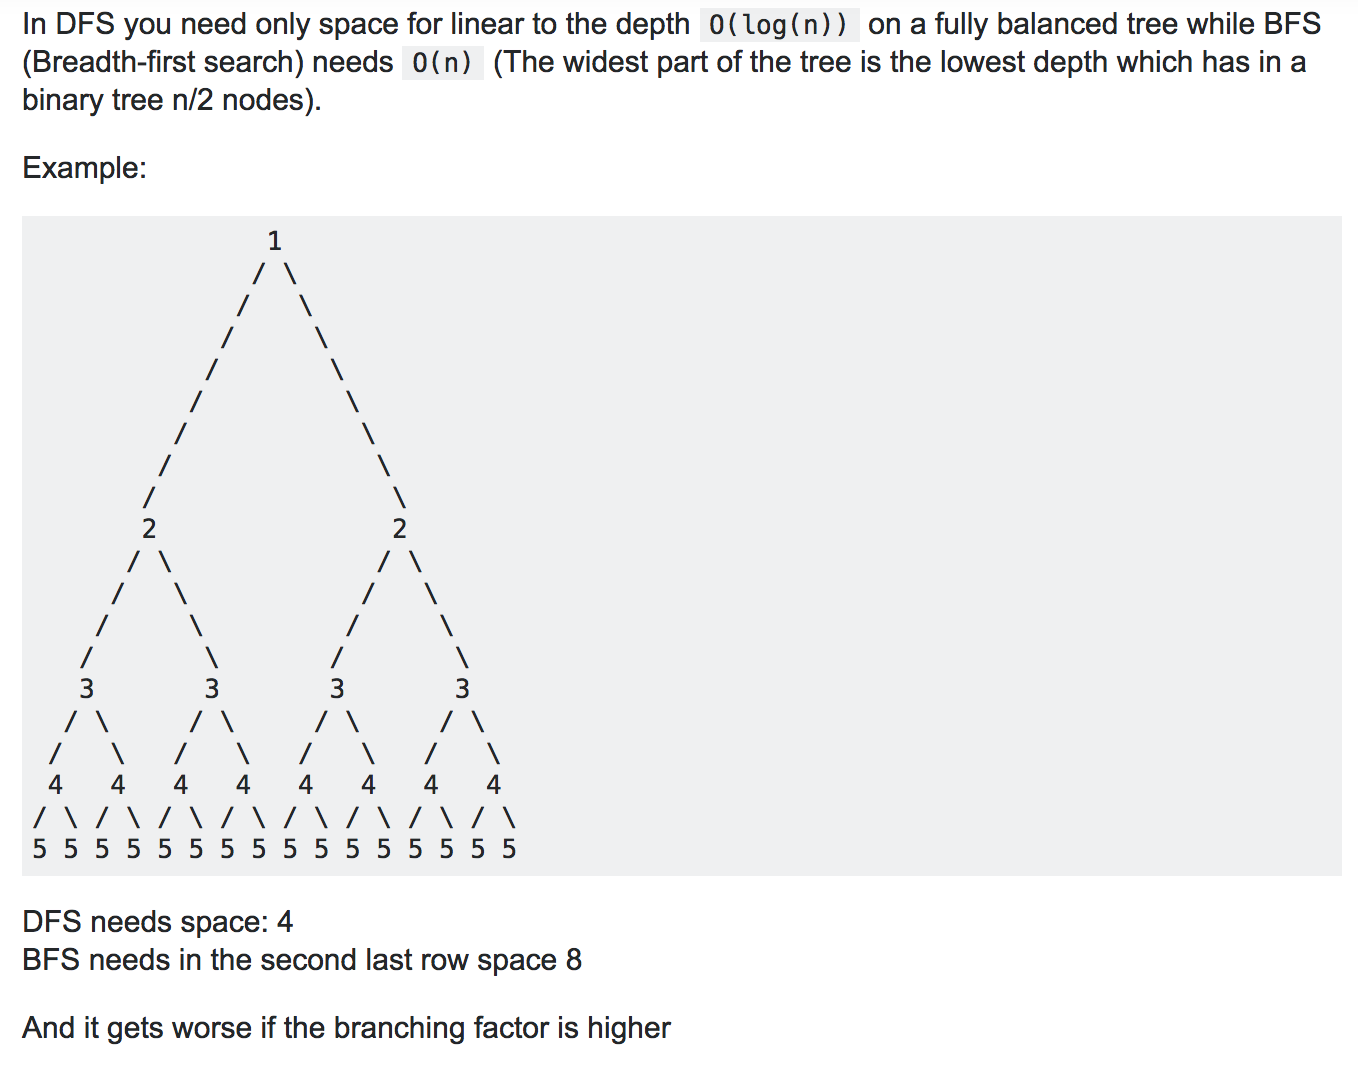 In DFS you need only space for linear to the depth O(log(n)) on a fully balanced tree while BFS
(Breadth-first search) needs O(n) (The widest part of the tree is the lowest depth which has in a
binary tree n/2 nodes).
Example:
1
/ \
/ \
/ \
/ \
/ \
/ \
/ \
/ \
2 2
/ \ / \
/ \ / \
/ \ / \
/ \ / \
3 3 3 3
/ \ / \ / \ / \
/ \ / \ / \ / \
4 4 4 4 4 4 4 4
/ \ / \ / \ / \ / \ / \ / \ / \
5 5 5 5 5 5 5 5 5 5 5 5 5 5 5 5
DFS needs space: 4
BFS needs in the second last row space 8
And it gets worse if the branching factor is higher